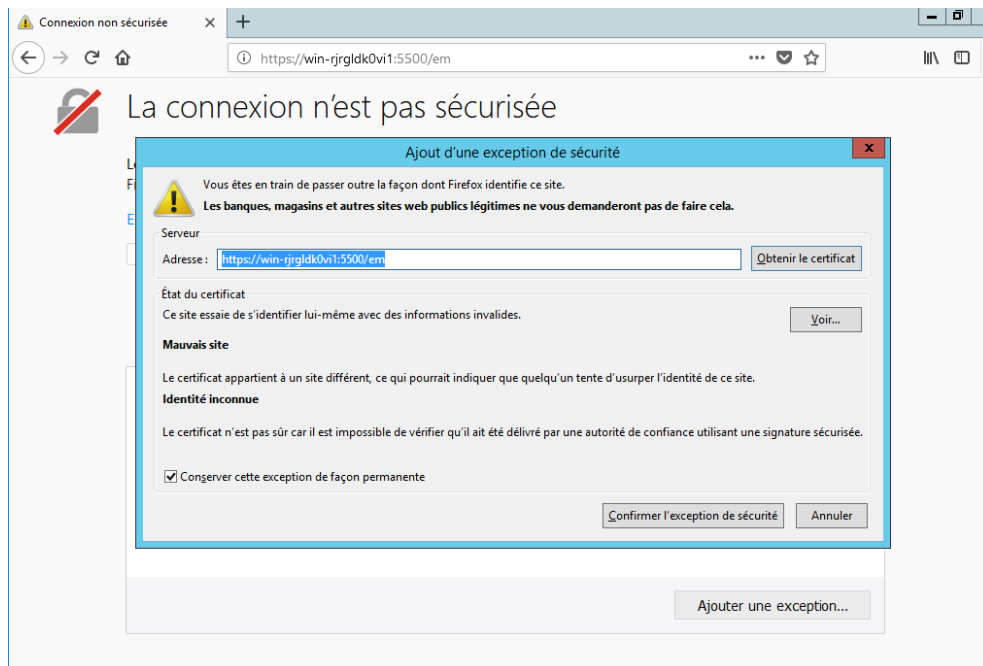 Connexion non sécurisée
https://win-rjrgldk0vi1:5500/em
La connexion n'est pas sécurisée
Ajout d'une exception de sécurité
x
L
Fi
E
Vous êtes en train de passer outre la façon dont Firefox identifie ce site.
Les banques, magasins et autres sites web publics légitimes ne vous demanderont pas de faire cela.
Serveur
Adresse : https://win-rjrgldk0vi1:5500/em Obtenir le certificat
État du certificat
Ce site essaie de s'identifier lui-même avec des informations invalides.
Voir...
Mauvais site
Le certificat appartient à un site différent, ce qui pourrait indiquer que quelqu'un tente d'usurper l'identité de ce site.
Identité inconnue
Le certificat n'est pas sûr car il est impossible de vérifier qu'il ait été délivré par une autorité de confiance utilisant une signature sécurisée.
Conserver cette exception de façon permanente
Confirmer l'exception de sécurité Annuler
Ajouter une exception...